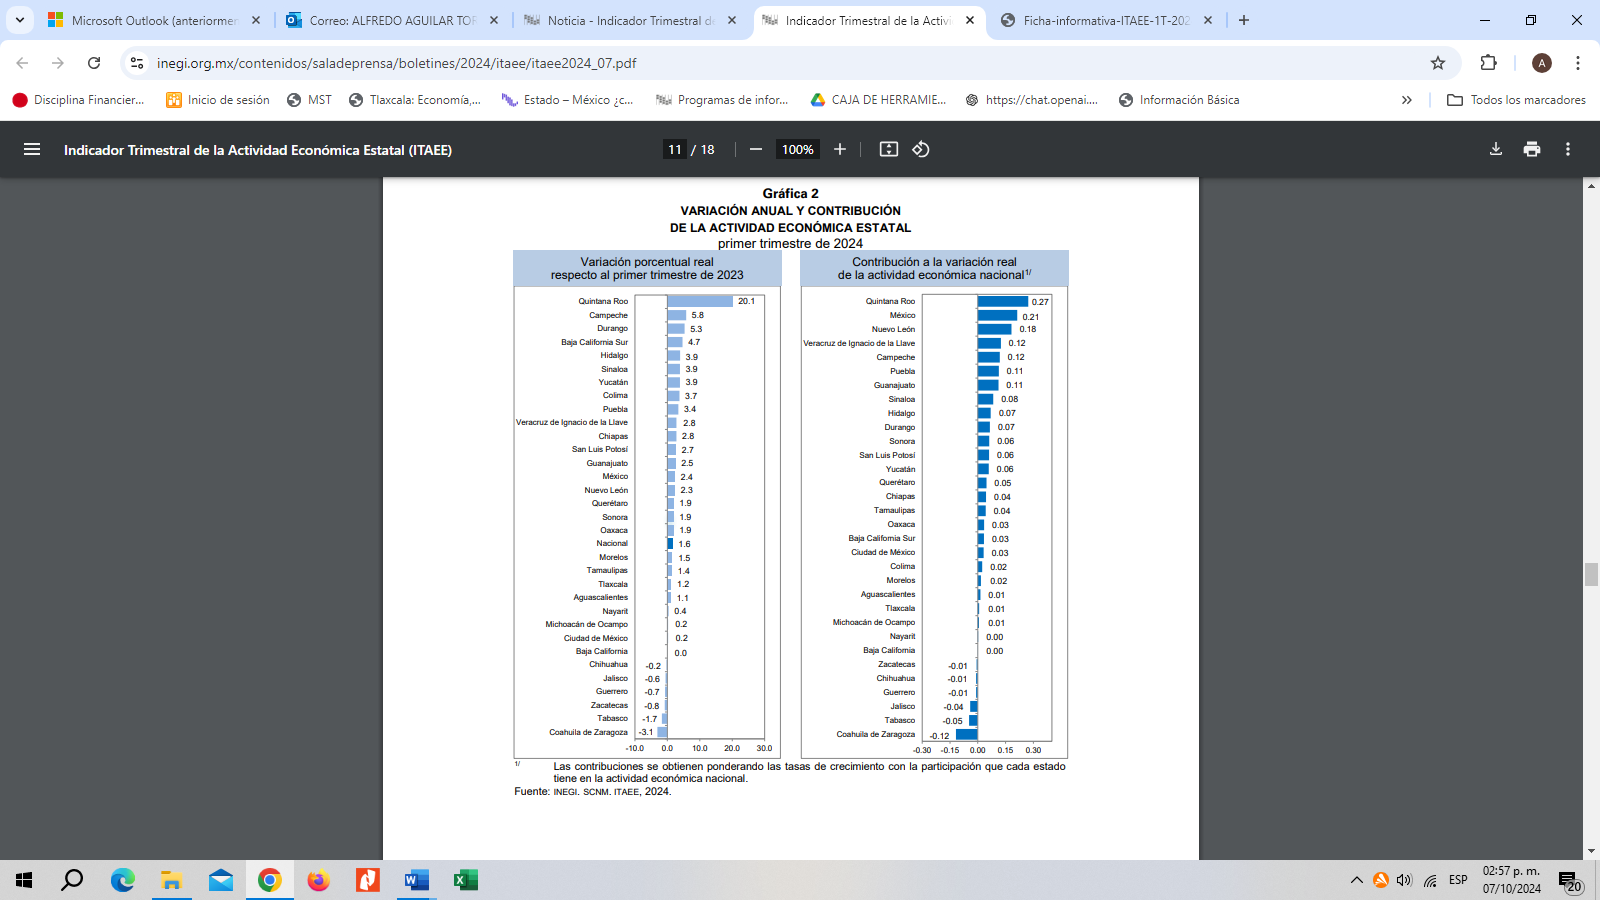 Microsoft Outlook (anteriormen
Correo: ALFREDO AGUILAR TOR
Noticia - Indicador Trimestral de
Indicador Trimestral de la Activi
Ficha-informativa-ITAEE-1T-202
inegi.org.mx/contenidos/saladeprensa/boletines/2024/itaee/itaee2024_07.pdf
A
Disciplina Financier...
Inicio de sesión
MST
Tlaxcala: Economía,...
Estado – México ¿c...
Programas de infor...
CAJA DE HERRAMIE...
https://chat.openai....
Información Básica
Todos los marcadores
Indicador Trimestral de la Actividad Económica Estatal (ITAEE)
11 / 18
100%
Gráfica 2
VARIACIÓN ANUAL Y CONTRIBUCIÓN
DE LA ACTIVIDAD ECONÓMICA ESTATAL
primer trimestre de 2024
Variación porcentual real
respecto al primer trimestre de 2023
Quintana Roo 20.1
Campeche 5.8
Durango 5.3
Baja California Sur 4.7
Hidalgo 3.9
Sinaloa 3.9
Yucatán 3.9
Colima 3.7
Puebla 3.4
Veracruz de Ignacio de la Llave 2.8
Chiapas 2.8
San Luis Potosí 2.7
Guanajuato 2.5
México 2.4
Nuevo León 2.3
Querétaro 1.9
Sonora 1.9
Oaxaca 1.9
Nacional 1.6
Morelos 1.5
Tamaulipas 1.4
Tlaxcala 1.2
Aguascalientes 1.1
Nayarit 0.4
Michoacán de Ocampo 0.2
Ciudad de México 0.2
Baja California 0.0
Chihuahua -0.2
Jalisco -0.6
Guerrero -0.7
Zacatecas -0.8
Tabasco -1.7
Coahuila de Zaragoza -3.1
-10.0 0.0 10.0 20.0 30.0
Contribución a la variación real
de la actividad económica nacional1/
Quintana Roo 0.27
México 0.21
Nuevo León 0.18
Veracruz de Ignacio de la Llave 0.12
Campeche 0.12
Puebla 0.11
Guanajuato 0.11
Sinaloa 0.08
Hidalgo 0.07
Durango 0.07
Sonora 0.06
San Luis Potosí 0.06
Yucatán 0.06
Querétaro 0.05
Chiapas 0.04
Tamaulipas 0.04
Oaxaca 0.03
Baja California Sur 0.03
Ciudad de México 0.03
Colima 0.02
Morelos 0.02
Aguascalientes 0.01
Tlaxcala 0.01
Michoacán de Ocampo 0.01
Nayarit 0.00
Baja California 0.00
Zacatecas -0.01
Chihuahua -0.01
Guerrero -0.01
Jalisco -0.04
Tabasco -0.05
Coahuila de Zaragoza -0.12
-0.30 -0.15 0.00 0.15 0.30
1/ Las contribuciones se obtienen ponderando las tasas de crecimiento con la participación que cada estado
tiene en la actividad económica nacional.
Fuente: INEGI. SCNM. ITAEE, 2024.
ESP
02:57 p. m.
07/10/2024
20